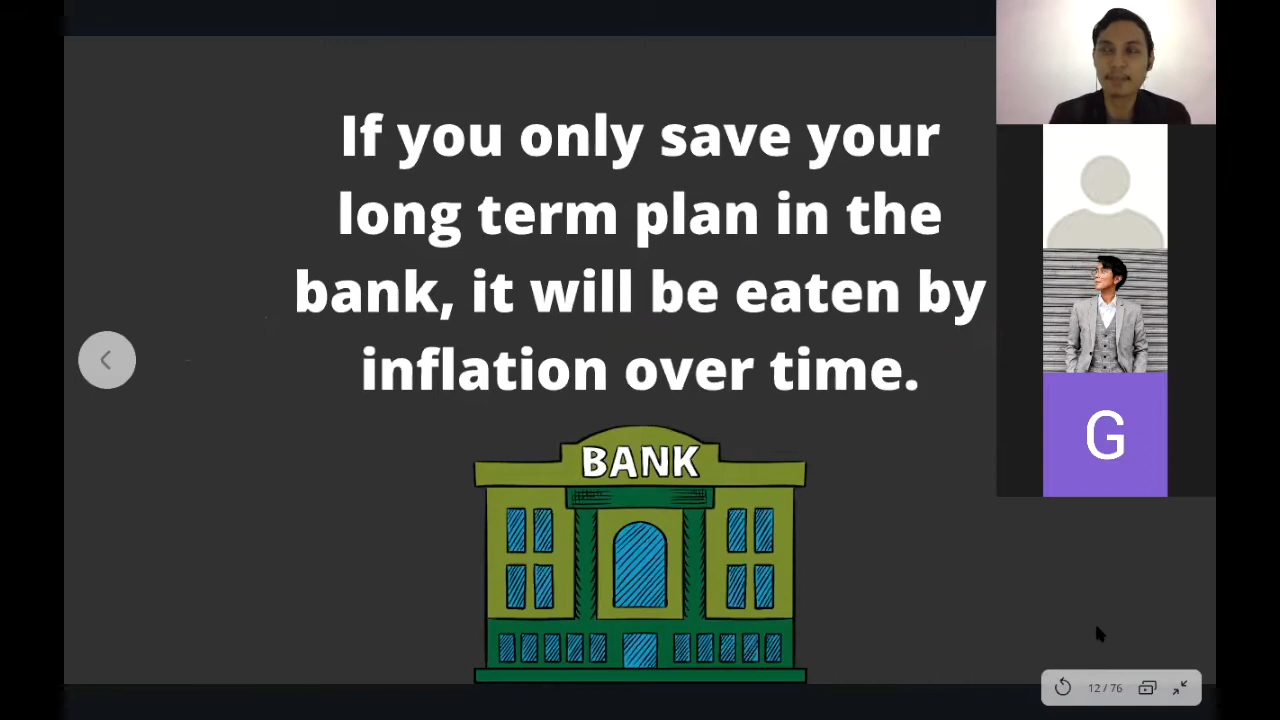 If you only save your
long term plan in the
bank, it will be eaten by
inflation over time.
BANK
G
12 / 76